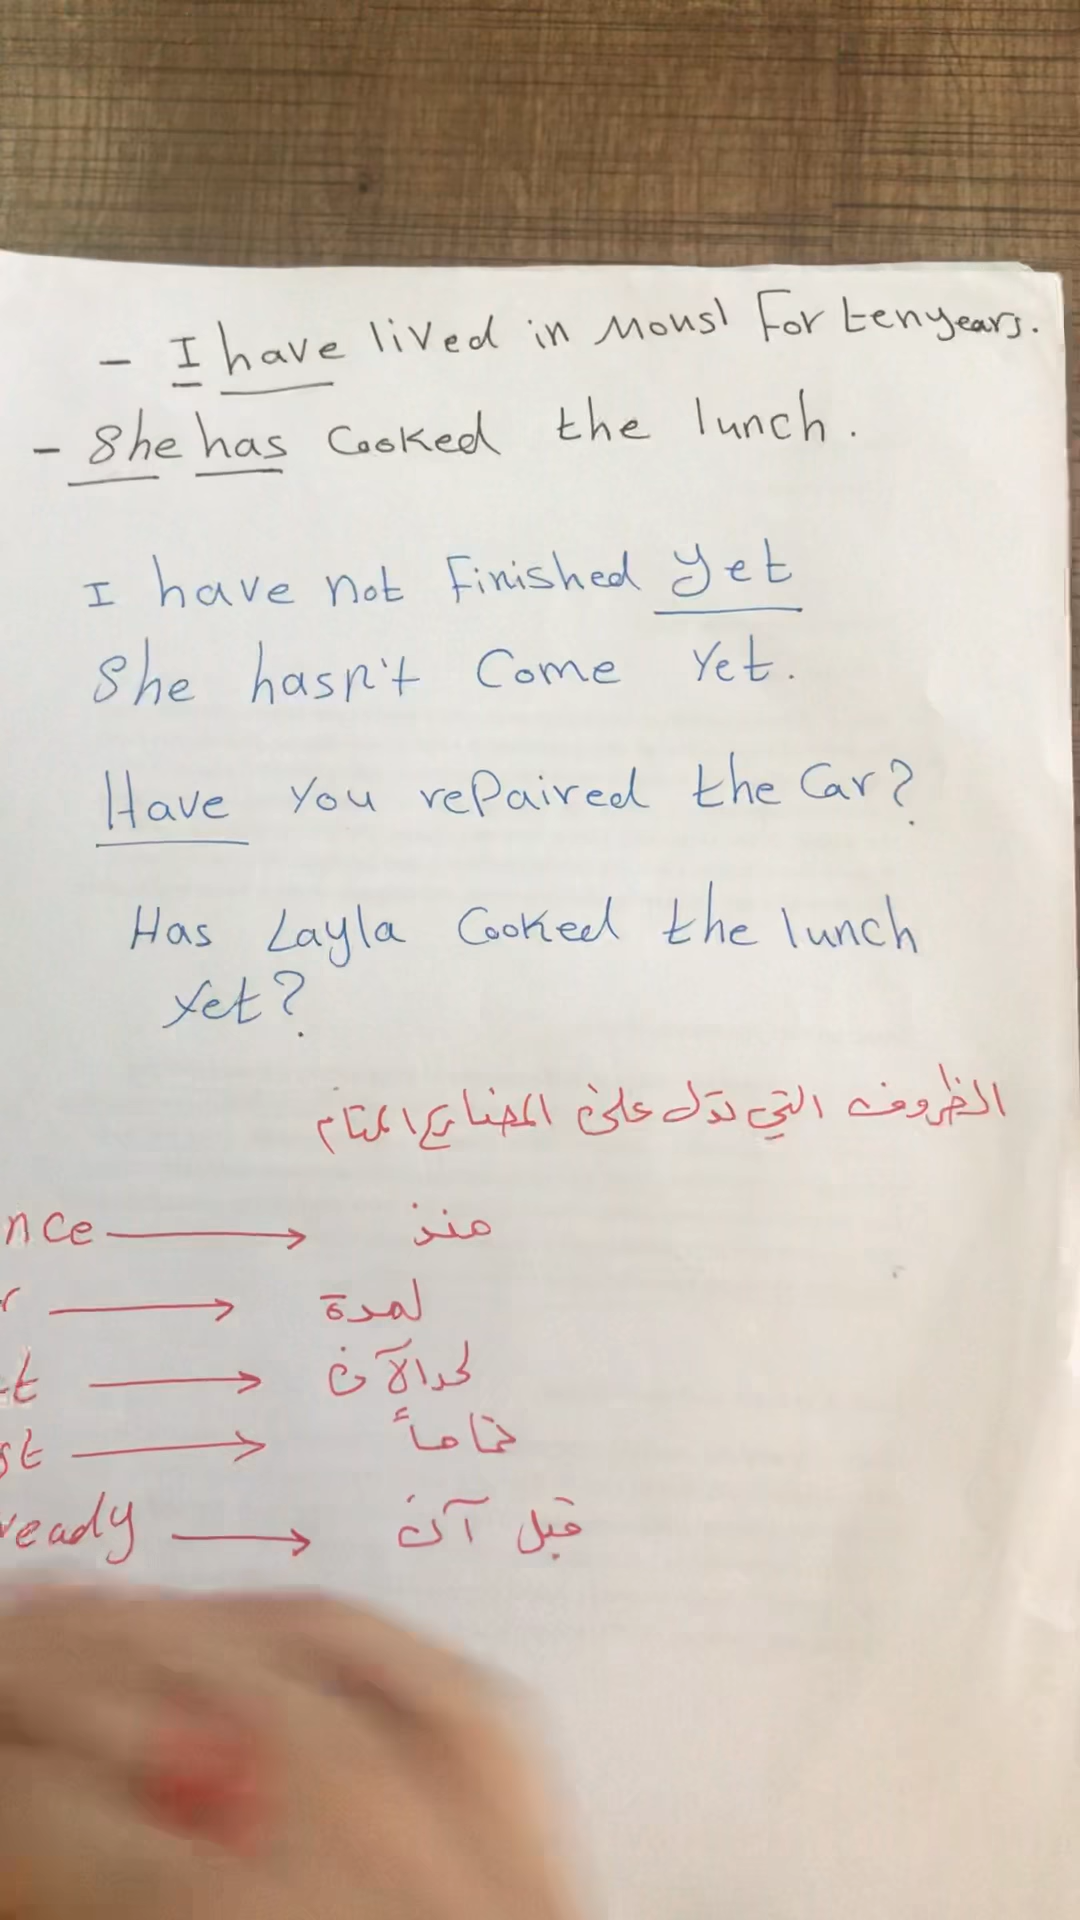 - I have lived in Mousl For ten years.
- She has Cooked the lunch.
I have not Finished yet
She hasn't Come Yet.
Have You rePaired the Car?
Has Layla Cooked the lunch
Yet?
الظروف التي تدل على المضارع التام
nce → منذ
r → لمدة
t → لحد الآن
st → تماماً
ready → قبل آن